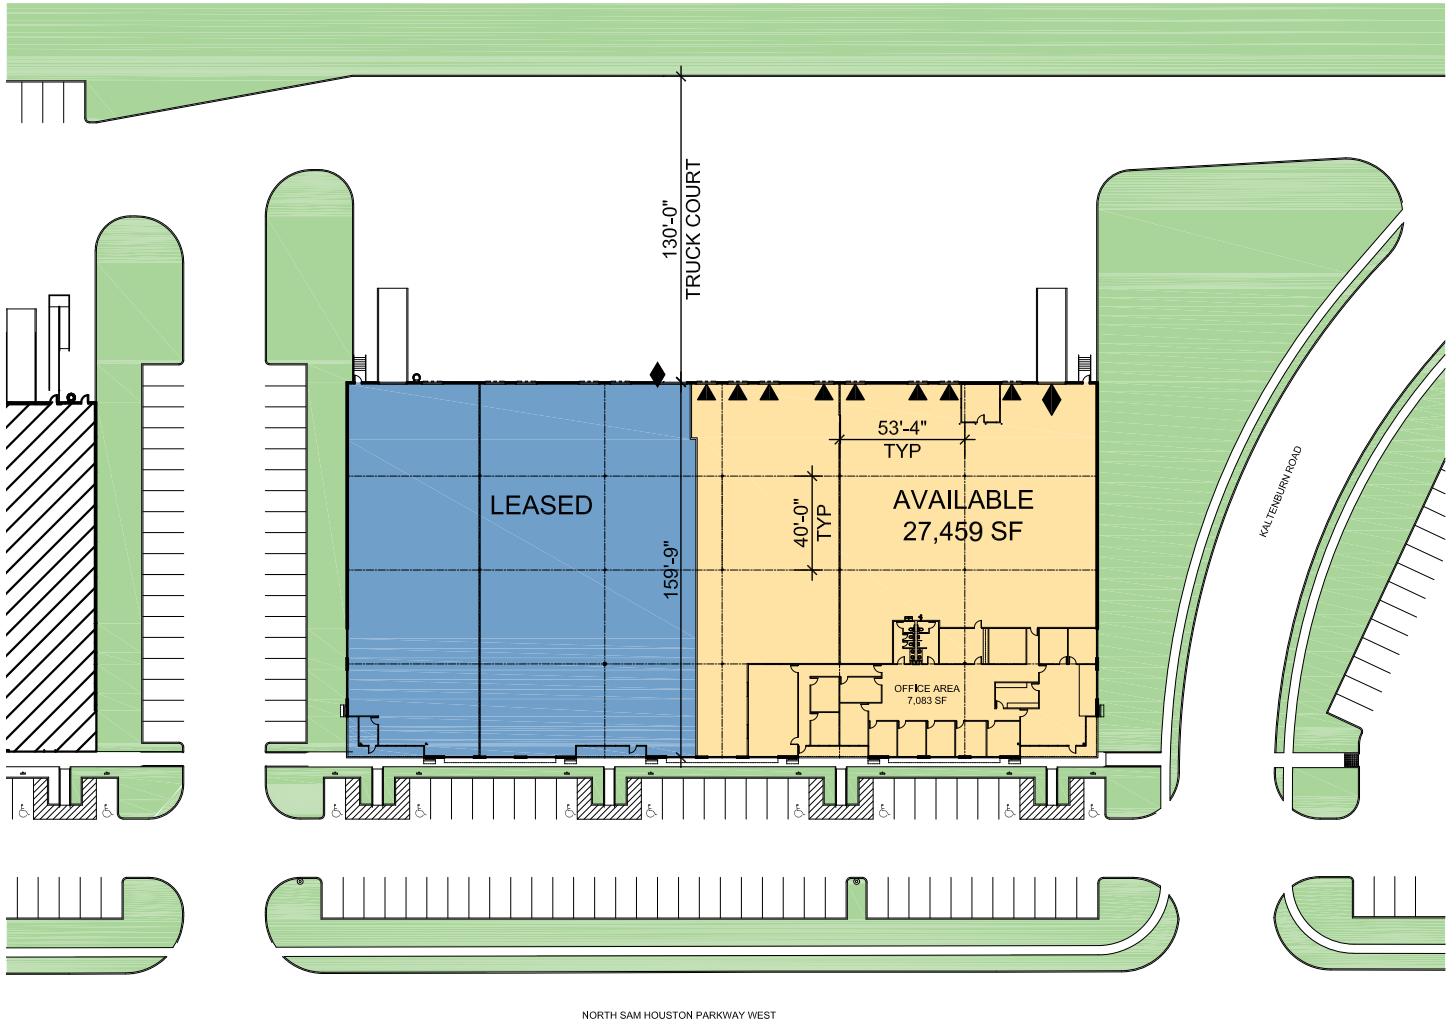 130'-0"
TRUCK COURT
53'-4"
TYP
LEASED
AVAILABLE
27,459 SF
40'-0"
TYP
159'-9"
KALTENBURN ROAD
OFFICE AREA
7,083 SF
NORTH SAM HOUSTON PARKWAY WEST